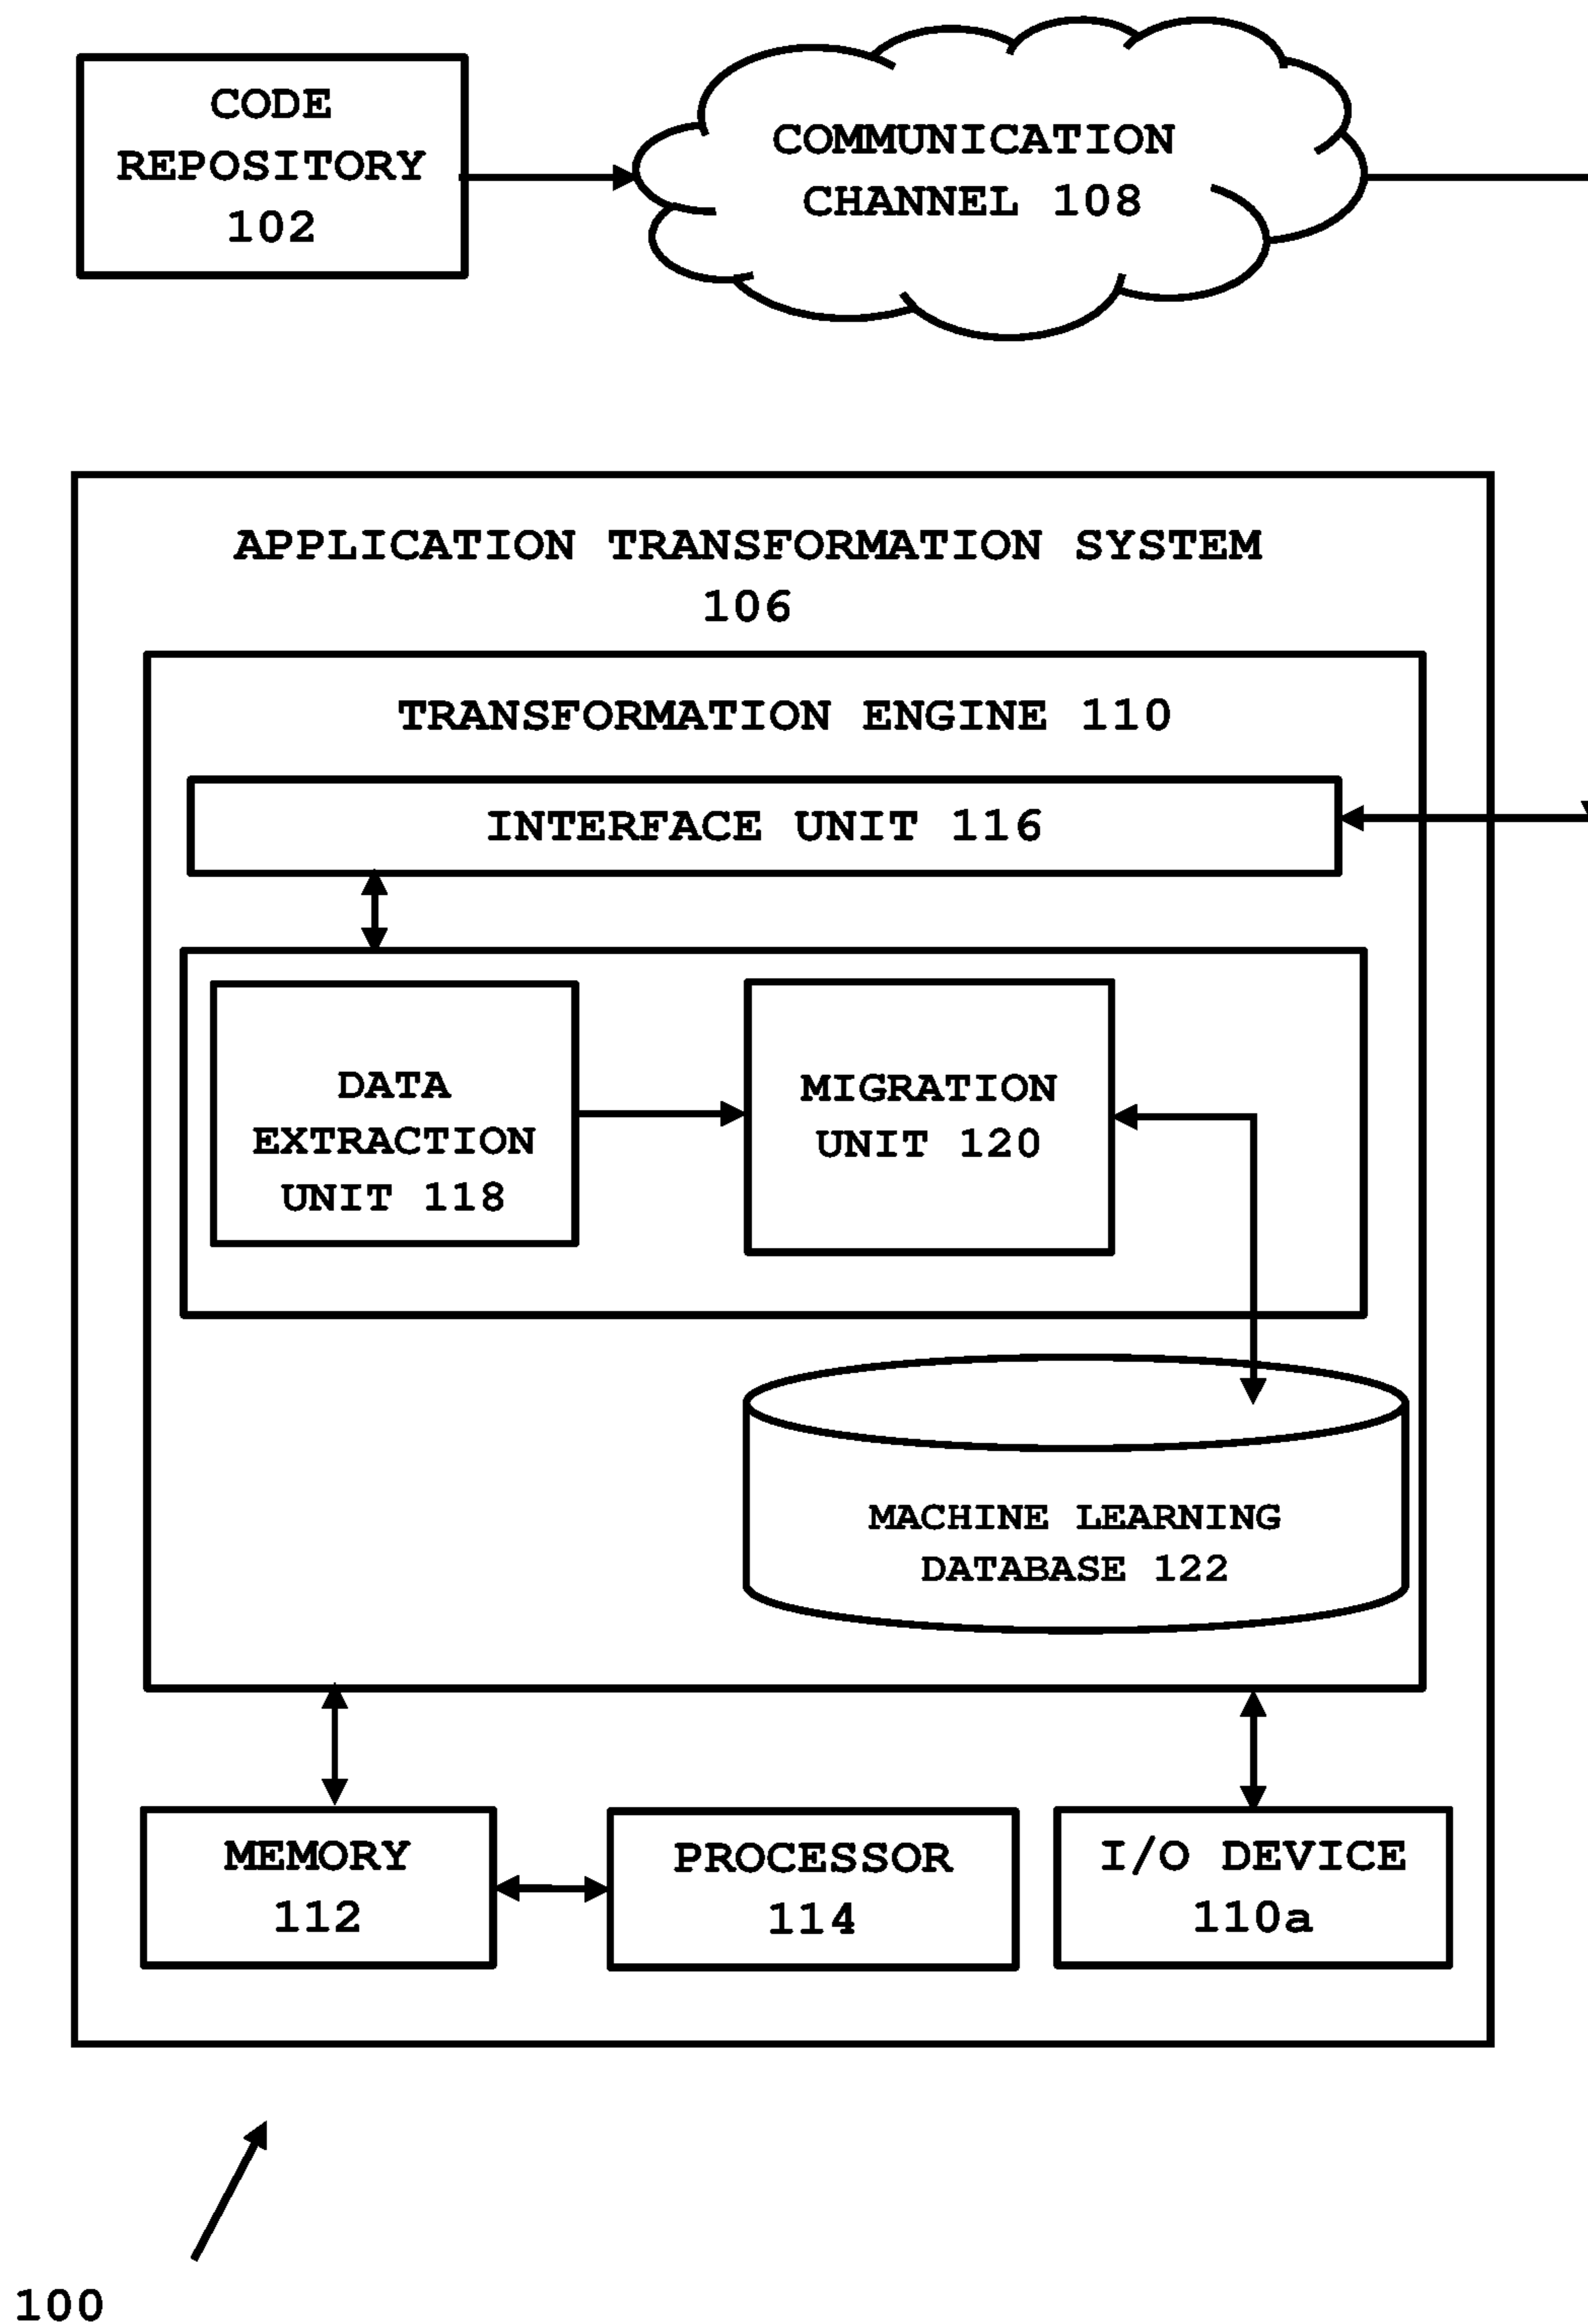 CODE
REPOSITORY
102
COMMUNICATION
CHANNEL 108
APPLICATION TRANSFORMATION SYSTEM
106
TRANSFORMATION ENGINE 110
INTERFACE UNIT 116
DATA
EXTRACTION
UNIT 118
MIGRATION
UNIT 120
MACHINE LEARNING
DATABASE 122
MEMORY
112
PROCESSOR
114
I/O DEVICE
110a
100